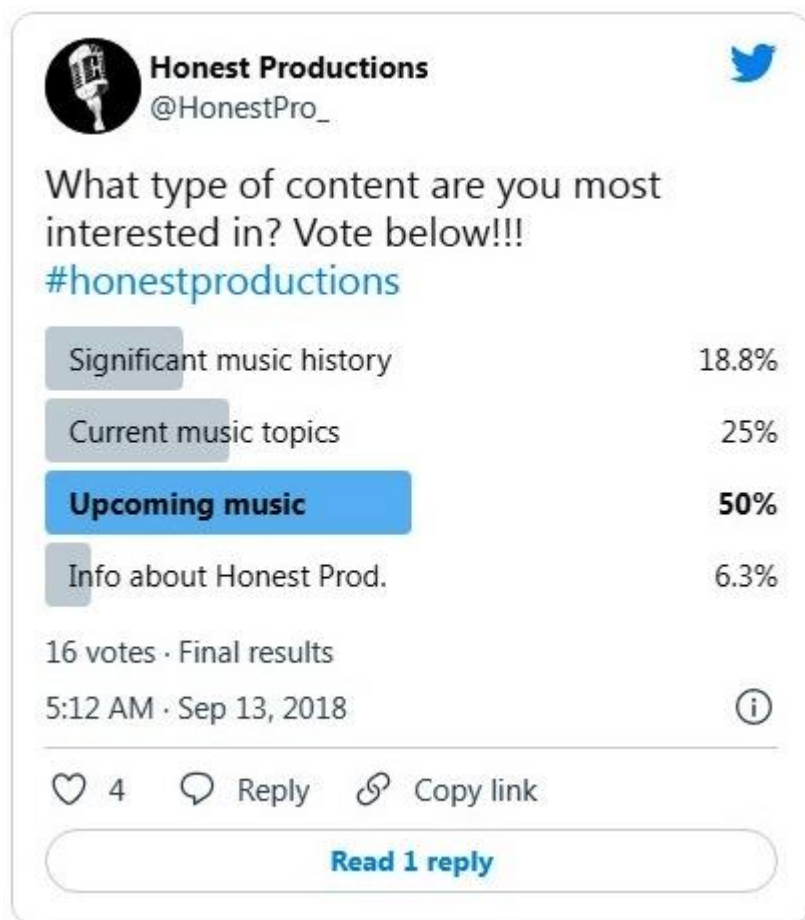 Honest Productions
@HonestPro_
What type of content are you most
interested in? Vote below!!!
#honestproductions
Significant music history 18.8%
Current music topics 25%
Upcoming music 50%
Info about Honest Prod. 6.3%
16 votes · Final results
5:12 AM · Sep 13, 2018
4 Reply Copy link
Read 1 reply